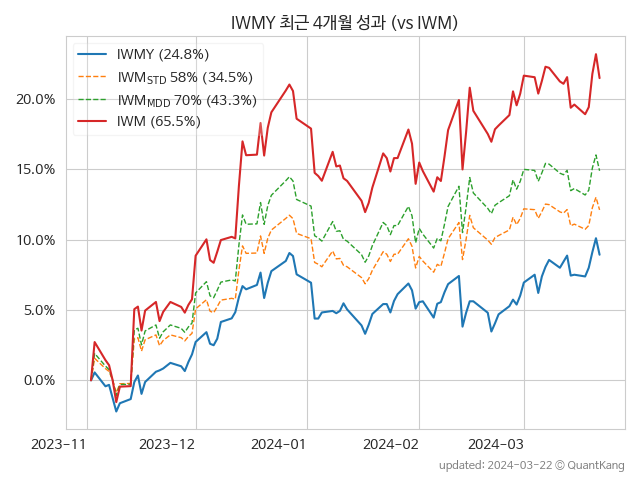 IWMY 최근 4개월 성과 (vs IWM)
IWMY (24.8%)
IWM_STD 58% (34.5%)
IWM_MDD 70% (43.3%)
IWM (65.5%)
20.0%
15.0%
10.0%
5.0%
0.0%
2023-11 2023-12 2024-01 2024-02 2024-03
updated: 2024-03-22 © QuantKang